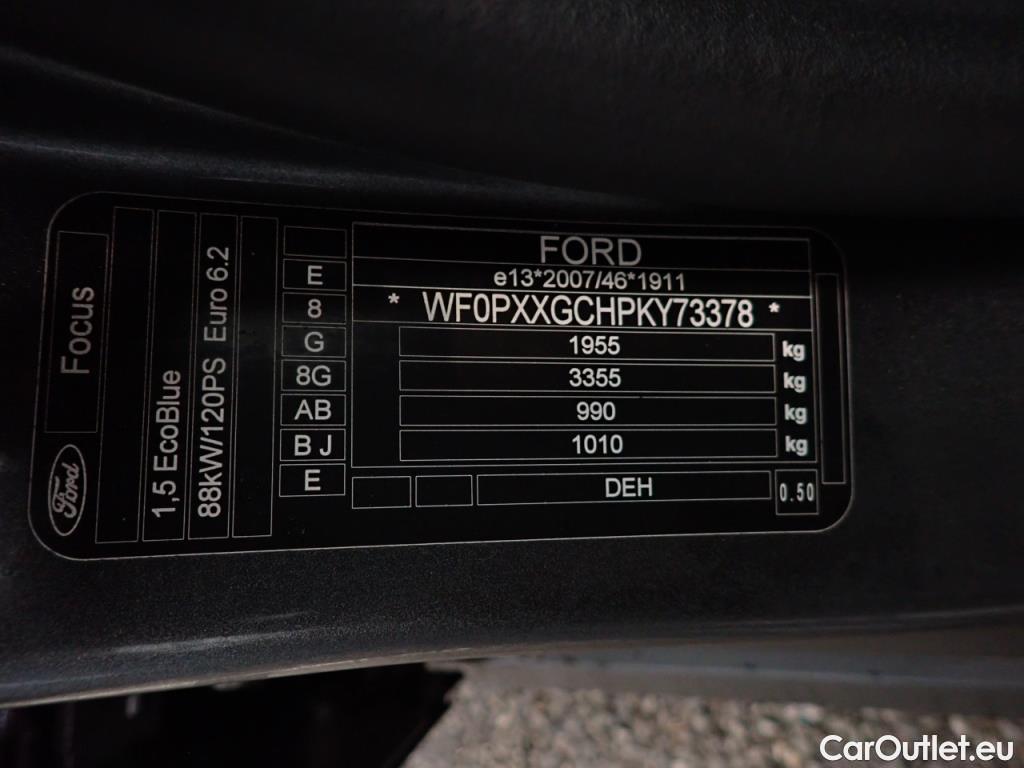 Focus
Ford
1,5 EcoBlue
88kW/120PS Euro 6.2
E
8
G
8G
AB
B J
E
FORD
e13*2007/46*1911
* WF0PXXGCHPKY73378 *
1955 kg
3355 kg
990 kg
1010 kg
DEH
0.50
CarOutlet.eu